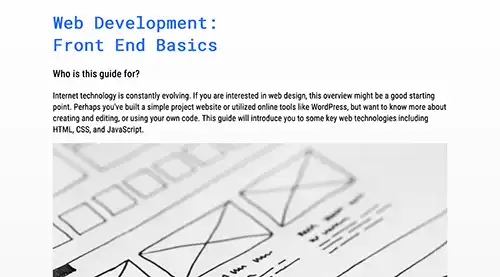 Web Development:
Front End Basics
Who is this guide for?
Internet technology is constantly evolving. If you are interested in web design, this overview might be a good starting
point. Perhaps you've built a simple project website or utilized online tools like WordPress, but want to know more about
creating and editing, or using your own code. This guide will introduce you to some key web technologies including
HTML, CSS, and JavaScript.